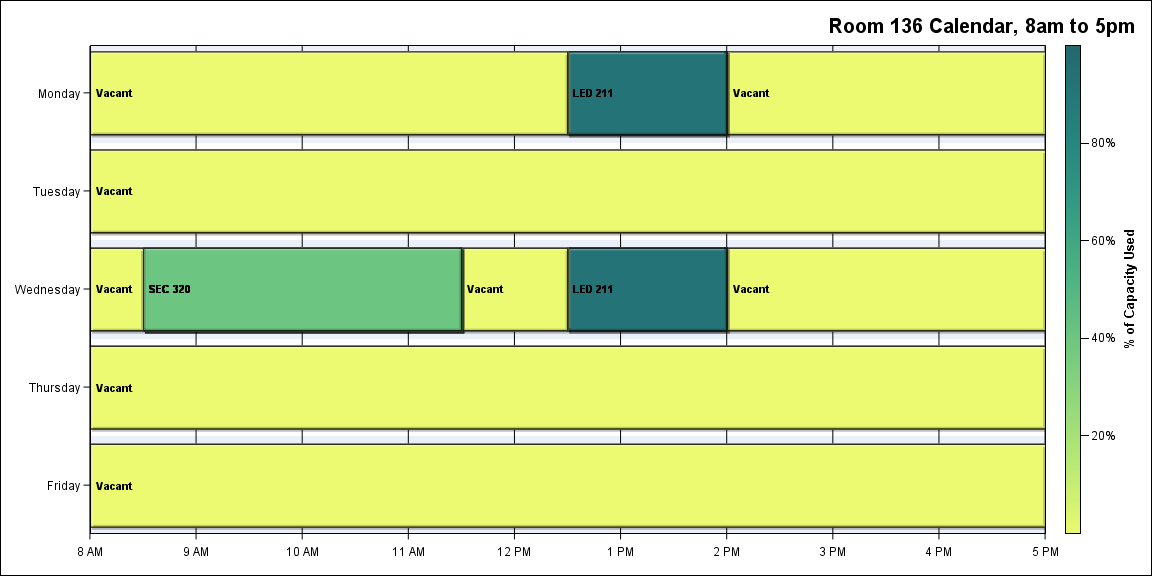 Room 136 Calendar, 8am to 5pm
Monday
Vacant
LED 211
Vacant
Tuesday
Vacant
Wednesday
Vacant
SEC 320
Vacant
LED 211
Vacant
Thursday
Vacant
Friday
Vacant
8 AM
9 AM
10 AM
11 AM
12 PM
1 PM
2 PM
3 PM
4 PM
5 PM
80%
60%
40%
20%
% of Capacity Used